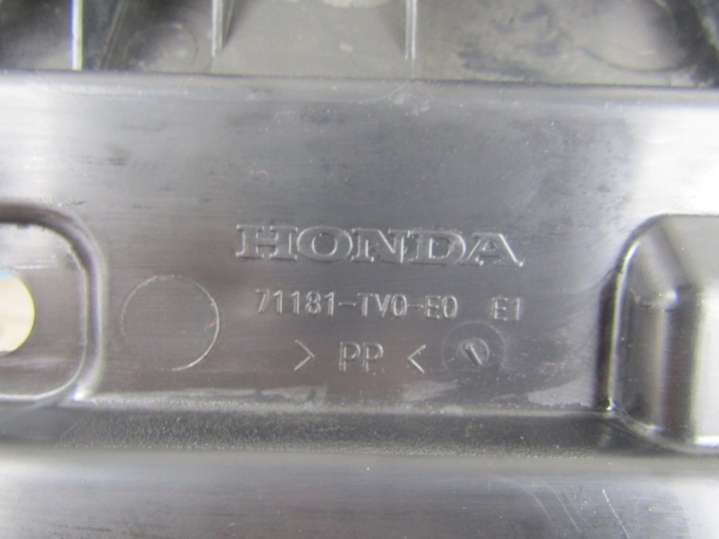 HONDA
71181-TV0-E0 E1
> PP <